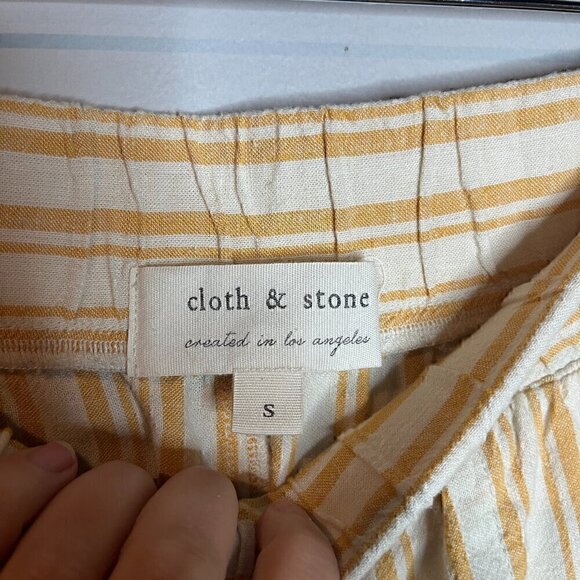 cloth & stone
created in los angeles
S